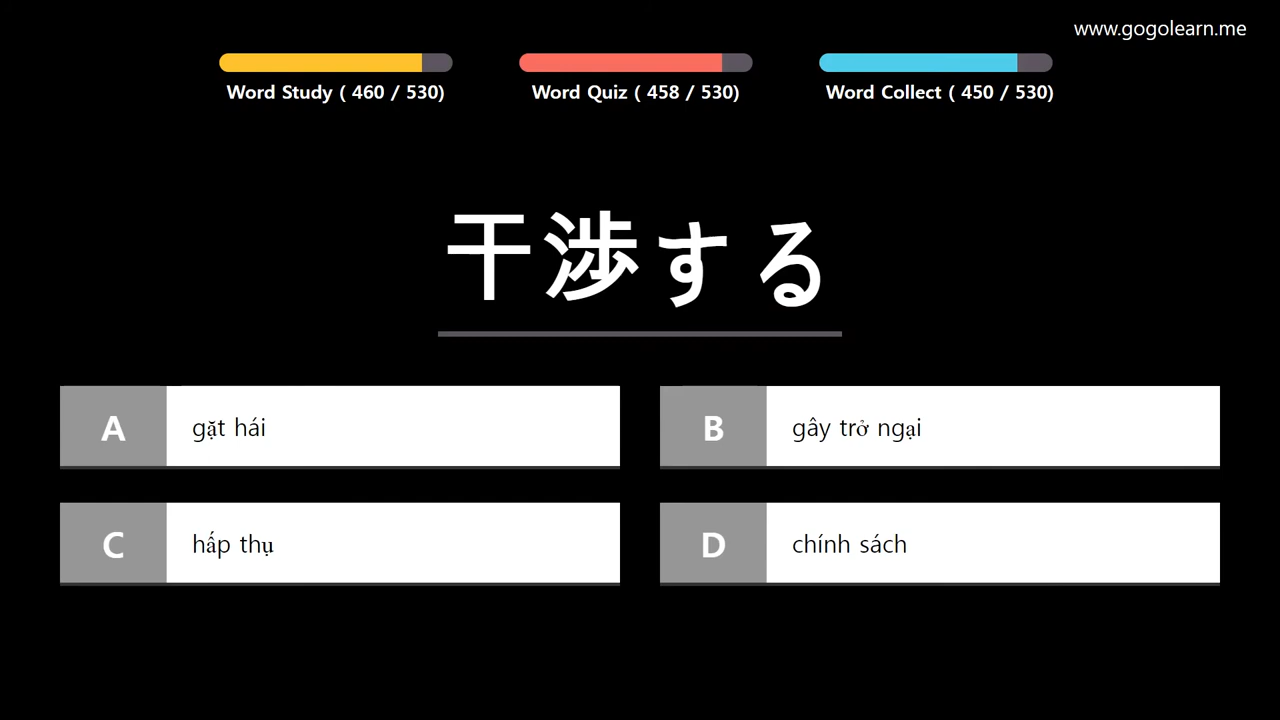 www.gogolearn.me
Word Study ( 460 / 530)
Word Quiz ( 458 / 530)
Word Collect ( 450 / 530)
干渉する
A gặt hái
B gây trở ngại
C hấp thụ
D chính sách